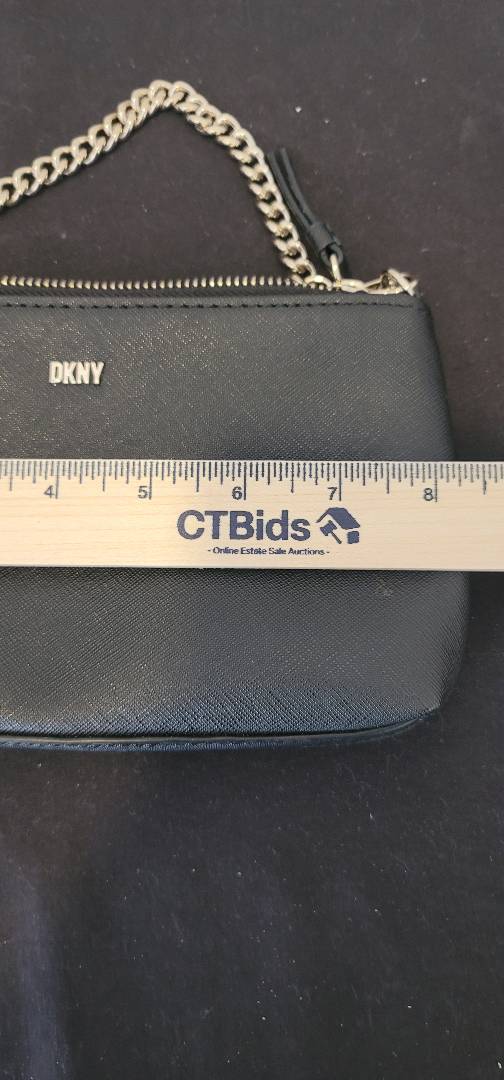 DKNY
4 5 6 7 8
CTBids
- Online Estate Sale Auctions -